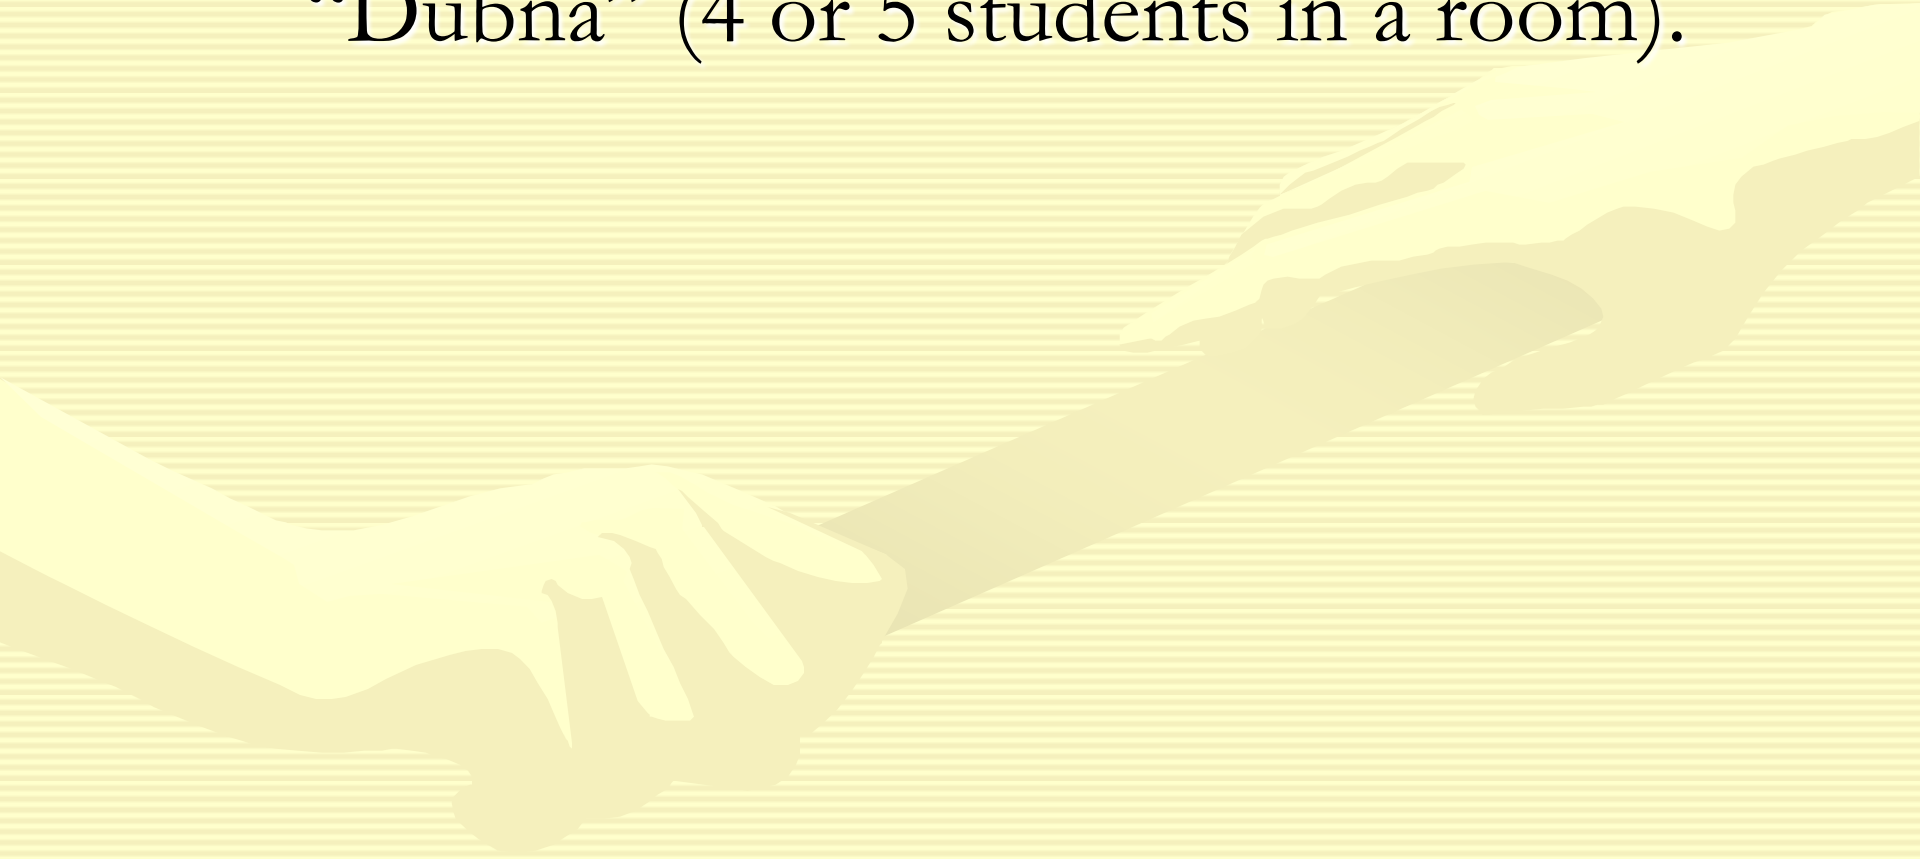 “Dubna” (4 or 5 students in a room).